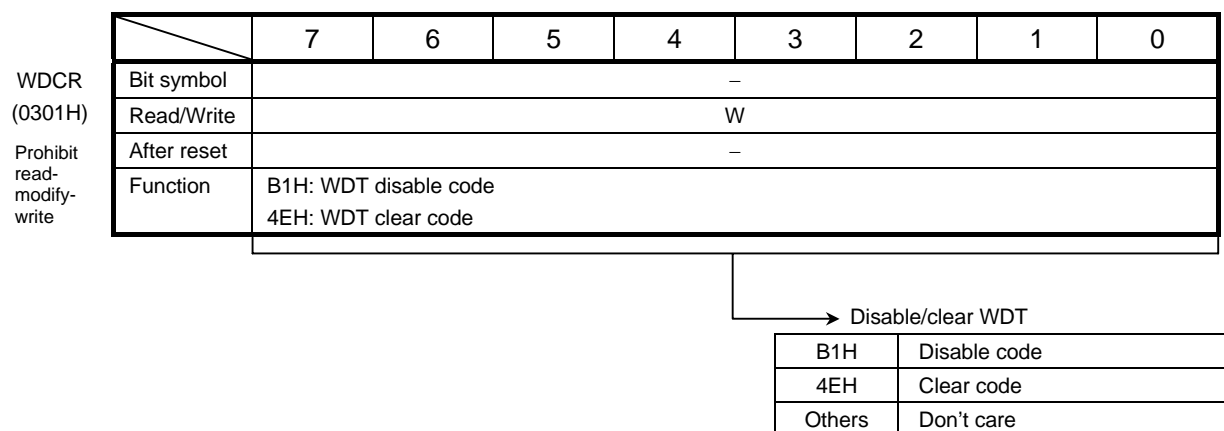 7 6 5 4 3 2 1 0
WDCR
(0301H)
Prohibit
read-
modify-
write
Bit symbol –
Read/Write W
After reset –
Function B1H: WDT disable code
4EH: WDT clear code
Disable/clear WDT
B1H Disable code
4EH Clear code
Others Don't care